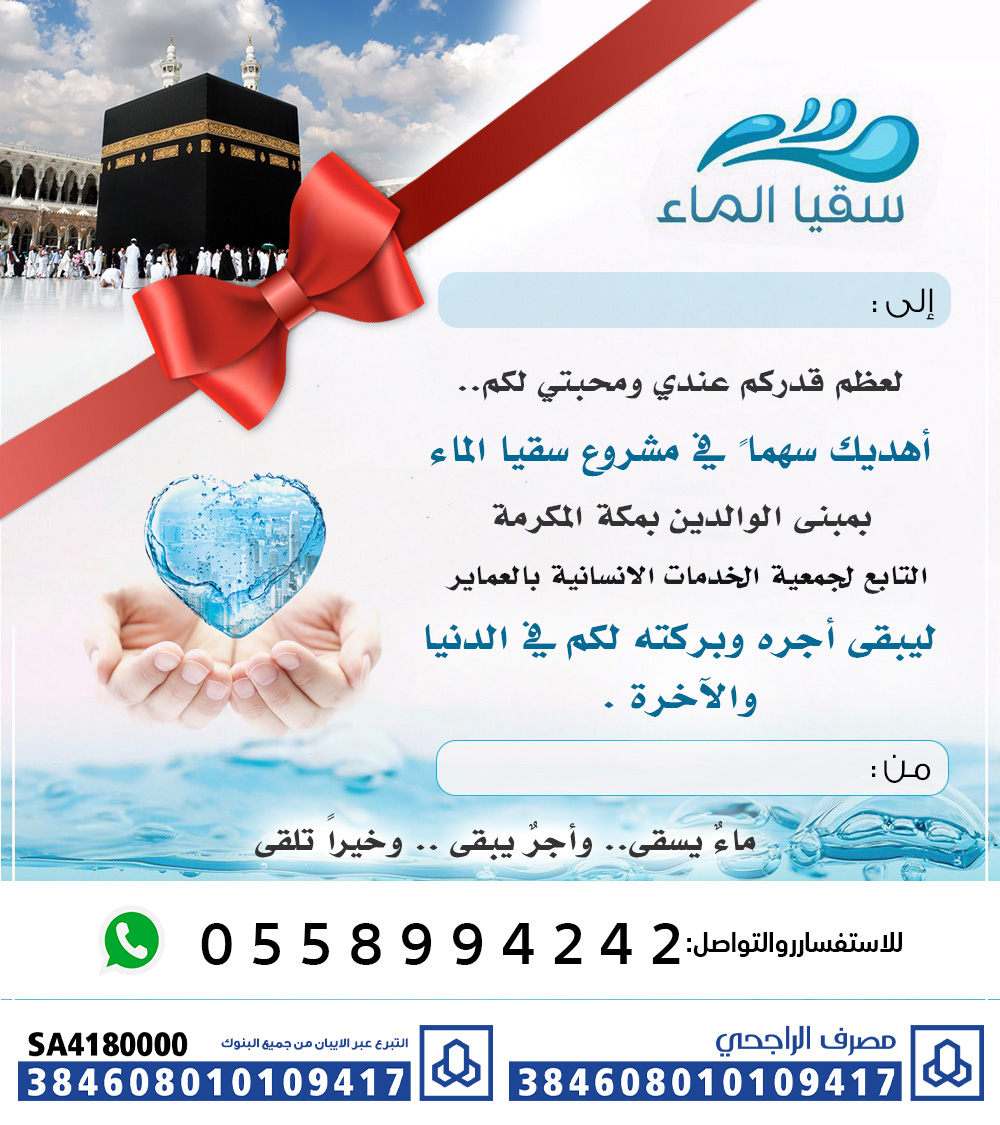 سقيا الماء
إلى :
لعظم قدركم عندي ومحبتي لكم..
أهديك سهماً في مشروع سقيا الماء
بمبنى الوالدين بمكة المكرمة
التابع لجمعية الخدمات الانسانية بالعماير
ليبقى أجره وبركته لكم في الدنيا
والآخرة .
من :
ماءٌ يسقى.. وأجرٌ يبقى .. وخيراً تلقى
للاستفسارروالتواصل: 0558994242
مصرف الراجحي
384608010109417
التبرع عبر الايبان من جميع البنوك SA4180000
384608010109417